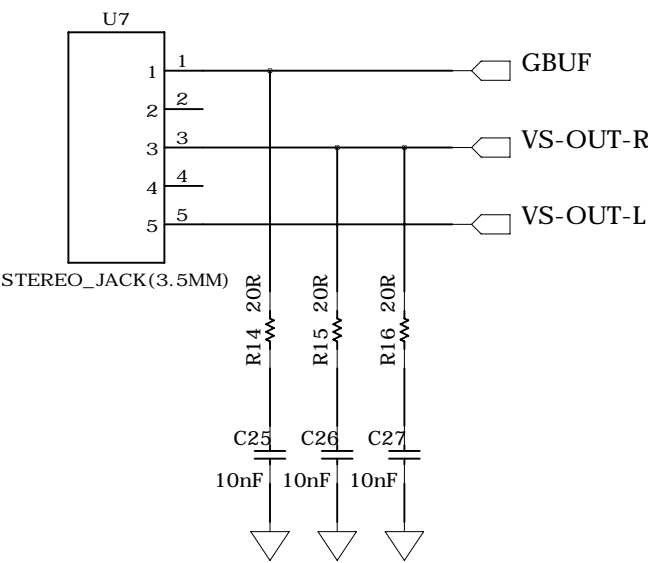 U7
1 1 GBUF
2 2
3 3 VS-OUT-R
4 4
5 5 VS-OUT-L
STEREO_JACK(3.5MM)
R14 20R R15 20R R16 20R
C25 C26 C27
10nF 10nF 10nF